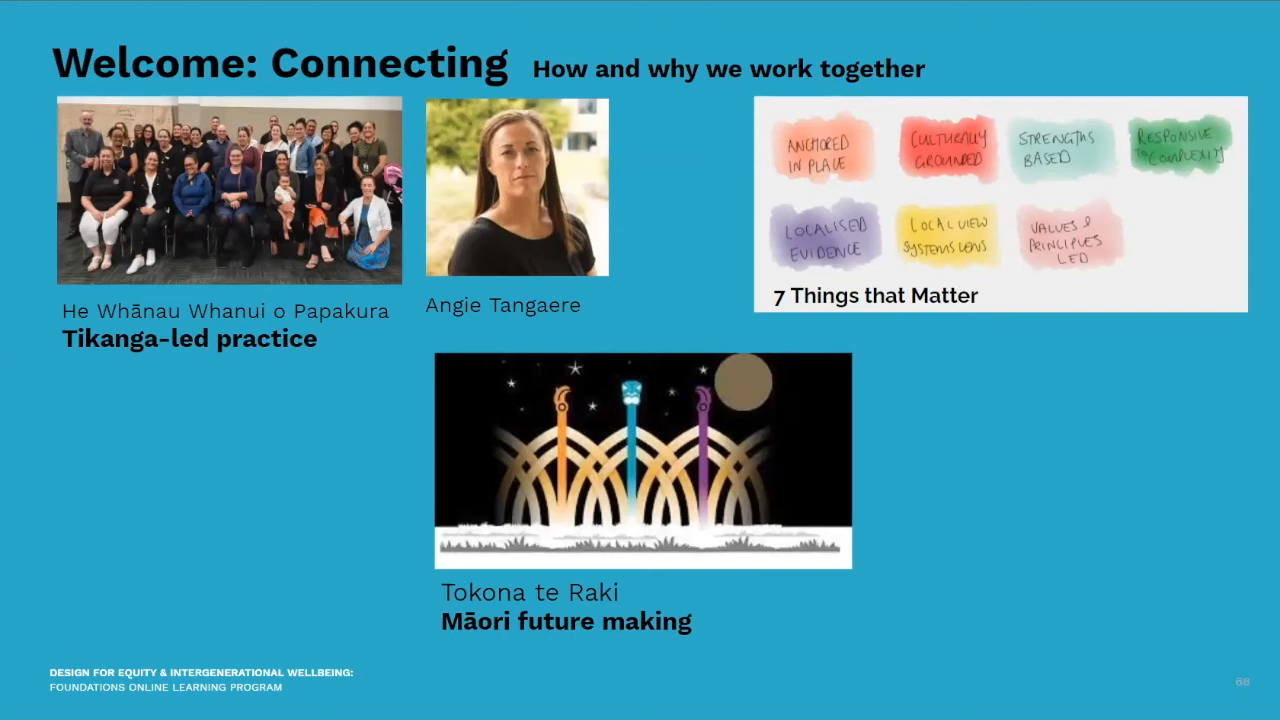 Welcome: Connecting How and why we work together
ANCHORED
IN PLACE
CULTURALLY
GROUNDED
STRENGTHS
BASED
RESPONSIVE
TO COMPLEXITY
LOCALISED
EVIDENCE
LOCAL VIEW
SYSTEMS LENS
VALUES &
PRINCIPLES
LED
7 Things that Matter
He Whānau Whanui o Papakura
Tikanga-led practice
Angie Tangaere
Tokona te Raki
Māori future making
DESIGN FOR EQUITY & INTERGENERATIONAL WELLBEING:
FOUNDATIONS ONLINE LEARNING PROGRAM
68